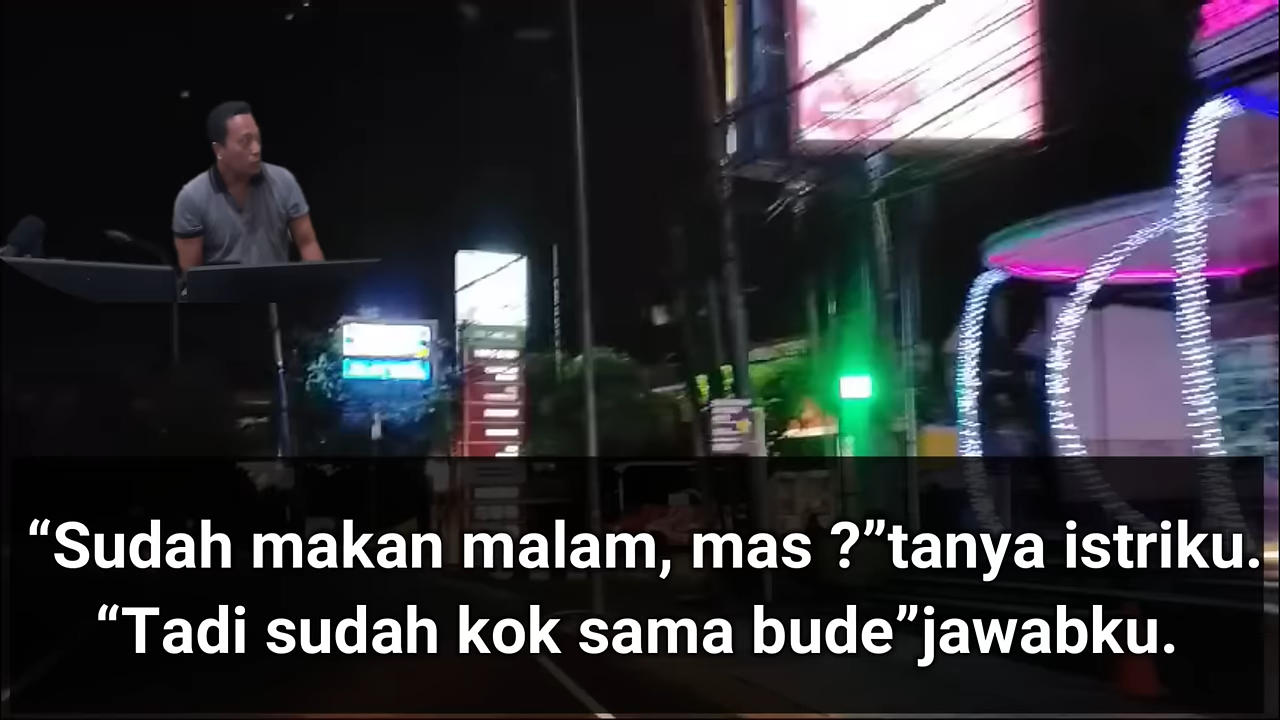 “Sudah makan malam, mas ?”tanya istriku.
“Tadi sudah kok sama bude”jawabku.